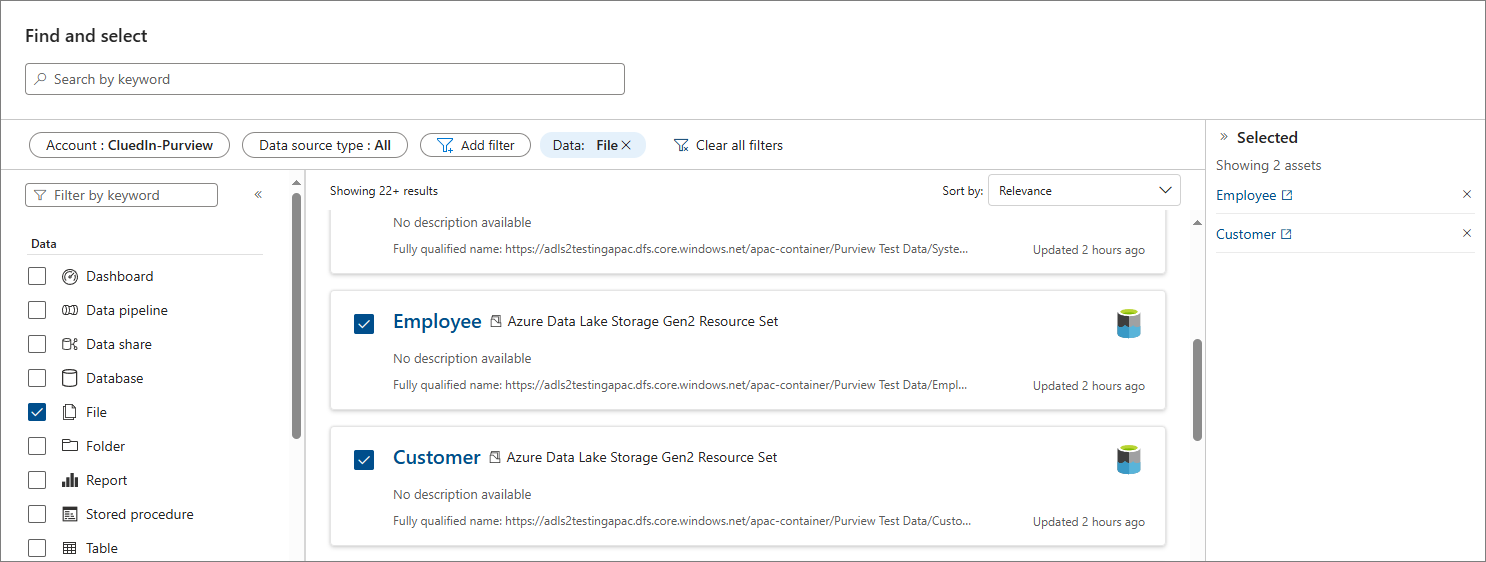 Find and select
Search by keyword
Account : CluedIn-Purview
Data source type : All
Add filter
Data: File
Clear all filters
Filter by keyword
Data
Dashboard
Data pipeline
Data share
Database
File
Folder
Report
Stored procedure
Table
Showing 22+ results
Sort by: Relevance
No description available
Fully qualified name: https://adls2testingapac.dfs.core.windows.net/apac-container/Purview Test Data/Syste...
Updated 2 hours ago
Employee Azure Data Lake Storage Gen2 Resource Set
No description available
Fully qualified name: https://adls2testingapac.dfs.core.windows.net/apac-container/Purview Test Data/Empl...
Updated 2 hours ago
Customer Azure Data Lake Storage Gen2 Resource Set
No description available
Fully qualified name: https://adls2testingapac.dfs.core.windows.net/apac-container/Purview Test Data/Custo...
Updated 2 hours ago
Selected
Showing 2 assets
Employee
Customer